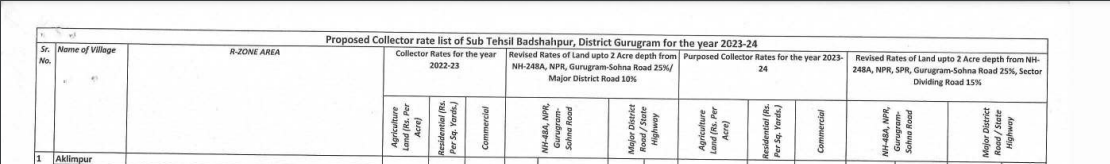 Proposed Collector rate list of Sub Tehsil Badshahpur, District Gurugram for the year 2023-24
Sr.
No.
Name of Village
R-ZONE AREA
Collector Rates for the year
2022-23
Revised Rates of Land upto 2 Acre depth from
NH-248A, NPR, Gurugram-Sohna Road 25%/
Major District Road 10%
Purposed Collector Rates for the year 2023-
24
Revised Rates of Land upto 2 Acre depth from NH-
248A, NPR, SPR, Gurugram-Sohna Road 25%, Sector
Dividing Road 15%
Agriculture
Land (Rs. Per
Acre)
Residential (Rs.
Per Sq. Yards.)
Commercial
NH-48A, NPR,
Gurugram-
Sohna Road
Major District
Road / State
Highway
Agriculture
Land (Rs. Per
Acre)
Residential (Rs.
Per Sq. Yards.)
Commercial
NH-48A, NPR,
Gurugram-
Sohna Road
Major District
Road / State
Highway
1 Aklimpur